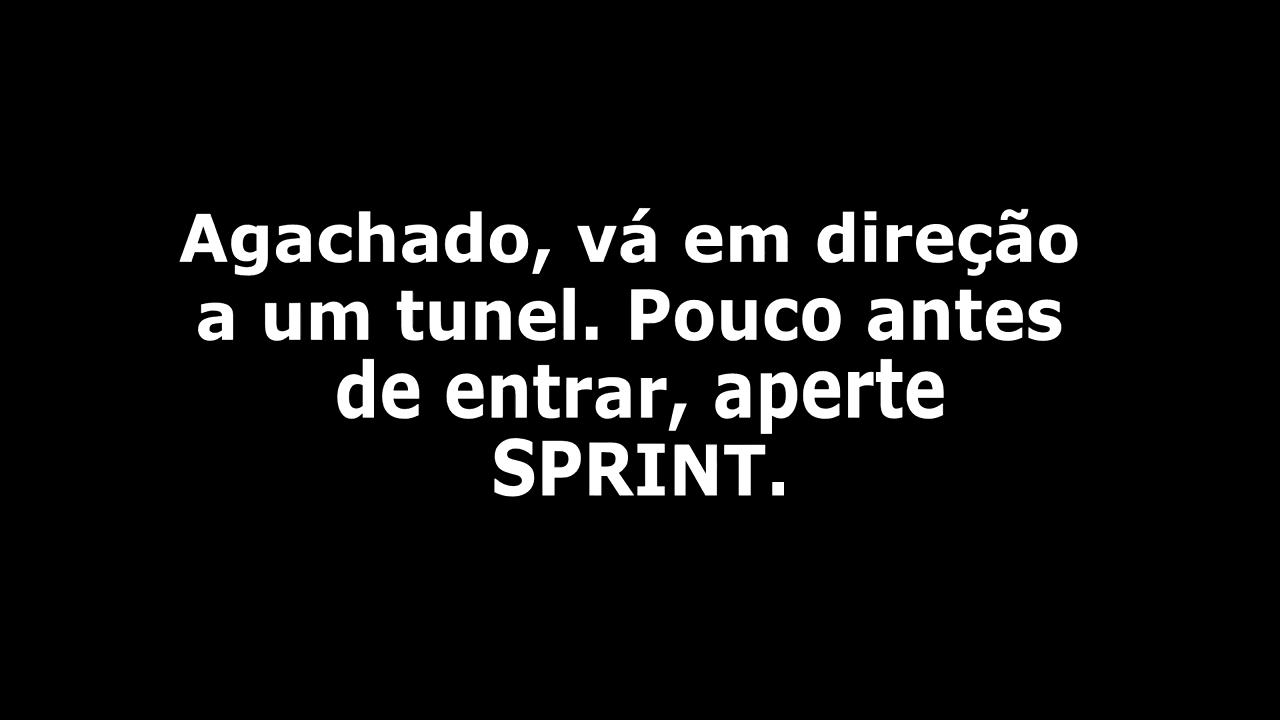 Agachado, vá em direção
a um tunel. Pouco antes
de entrar, aperte
SPRINT.